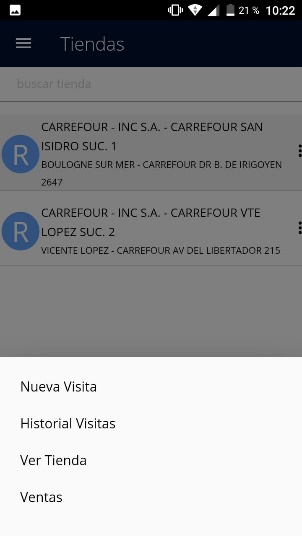 21 % 10:22
Tiendas
buscar tienda
R
CARREFOUR - INC S.A. - CARREFOUR SAN
ISIDRO SUC. 1
BOULOGNE SUR MER - CARREFOUR DR B. DE IRIGOYEN
2647
R
CARREFOUR - INC S.A. - CARREFOUR VTE
LOPEZ SUC. 2
VICENTE LOPEZ - CARREFOUR AV DEL LIBERTADOR 215
Nueva Visita
Historial Visitas
Ver Tienda
Ventas